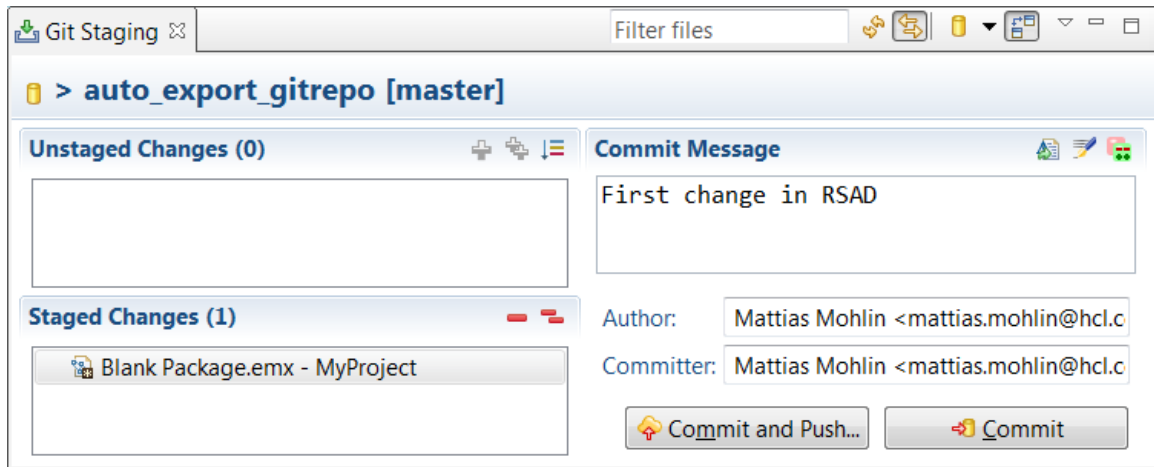 Git Staging
Filter files
> auto_export_gitrepo [master]
Unstaged Changes (0)
Commit Message
First change in RSAD
Staged Changes (1)
Blank Package.emx - MyProject
Author: Mattias Mohlin <mattias.mohlin@hcl.c
Committer: Mattias Mohlin <mattias.mohlin@hcl.c
Commit and Push...
Commit